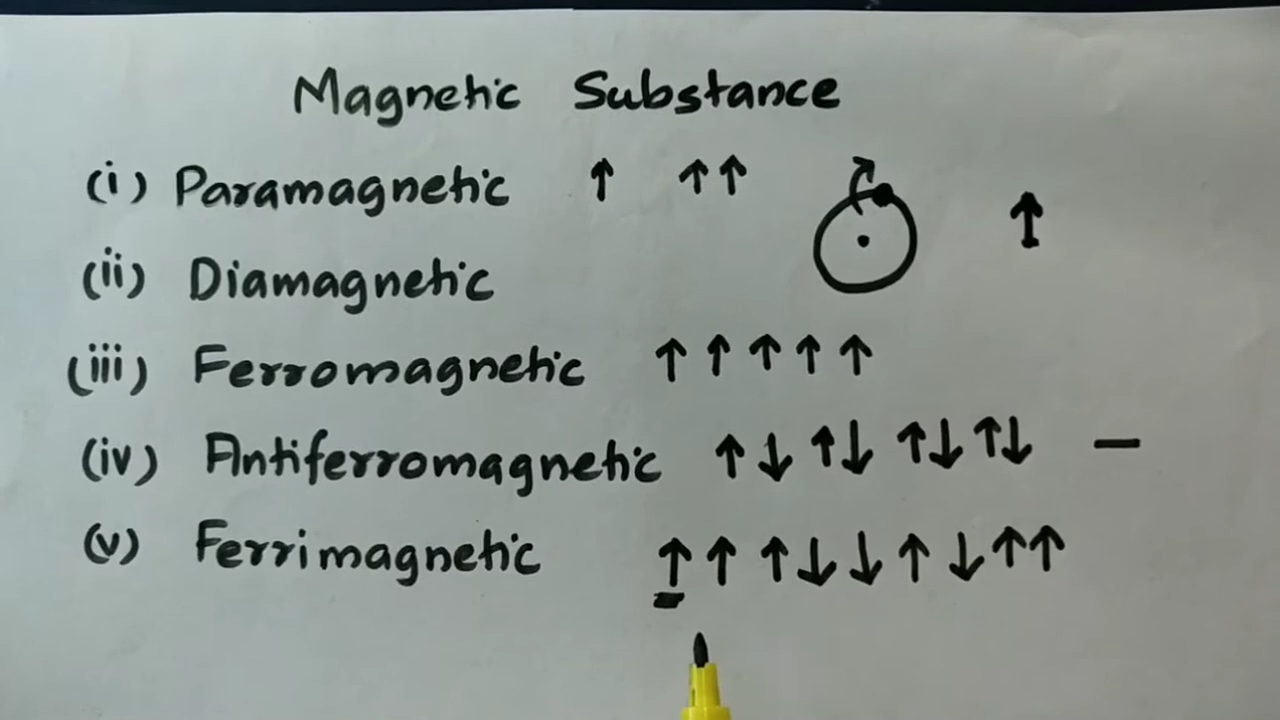 Magnetic Substance
(i) Paramagnetic ↑ ↑↑
(ii) Diamagnetic
(iii) Ferromagnetic ↑ ↑ ↑ ↑ ↑
(iv) Antiferromagnetic ↑↓ ↑↓ ↑↓ ↑↓ —
(v) Ferrimagnetic ↑ ↑ ↑ ↓ ↓ ↑ ↓ ↑ ↑